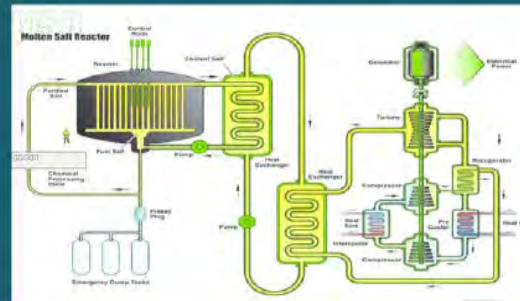 Molten Salt Reactor
Control Rods
Reactor
Coolant Salt
Purified Salt
Fuel Salt
Chemical Processing Plant
Pump
Heat Exchanger
Freeze Plug
Emergency Dump Tanks
Pump
Heat Exchanger
Generator
Electrical Power
Turbine
Recuperator
Compressor
Heat Sink
Pre Cooler
Heat
Intercooler
Compressor